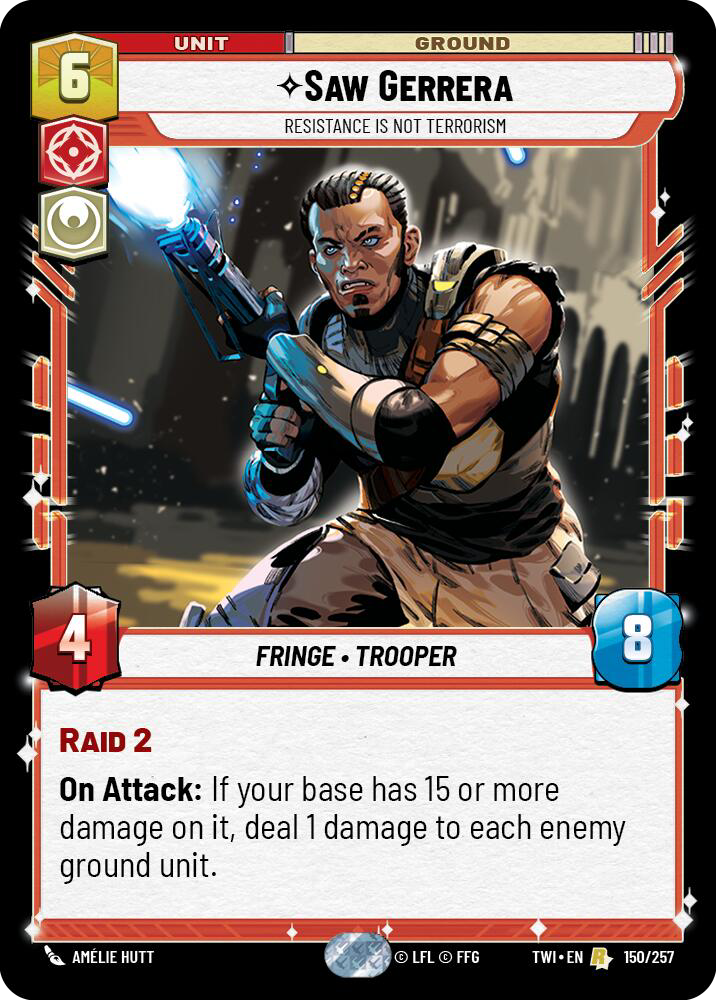 UNIT
GROUND
6
✧SAW GERRERA
RESISTANCE IS NOT TERRORISM
4
FRINGE • TROOPER
8
RAID 2
On Attack: If your base has 15 or more
damage on it, deal 1 damage to each enemy
ground unit.
AMÉLIE HUTT
© LFL © FFG
TWI • EN R 150/257